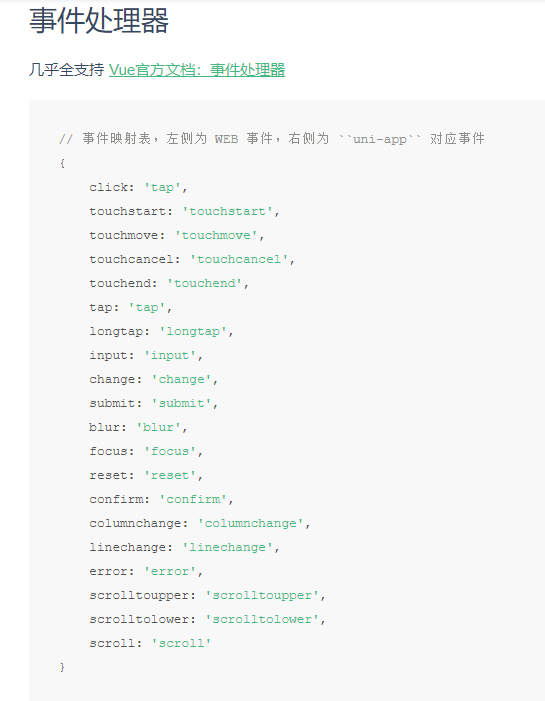 事件处理器
几乎全支持 Vue官方文档：事件处理器
// 事件映射表，左侧为 WEB 事件，右侧为 ``uni-app`` 对应事件
{
    click: 'tap',
    touchstart: 'touchstart',
    touchmove: 'touchmove',
    touchcancel: 'touchcancel',
    touchend: 'touchend',
    tap: 'tap',
    longtap: 'longtap',
    input: 'input',
    change: 'change',
    submit: 'submit',
    blur: 'blur',
    focus: 'focus',
    reset: 'reset',
    confirm: 'confirm',
    columnchange: 'columnchange',
    linechange: 'linechange',
    error: 'error',
    scrolltoupper: 'scrolltoupper',
    scrolltolower: 'scrolltolower',
    scroll: 'scroll'
}